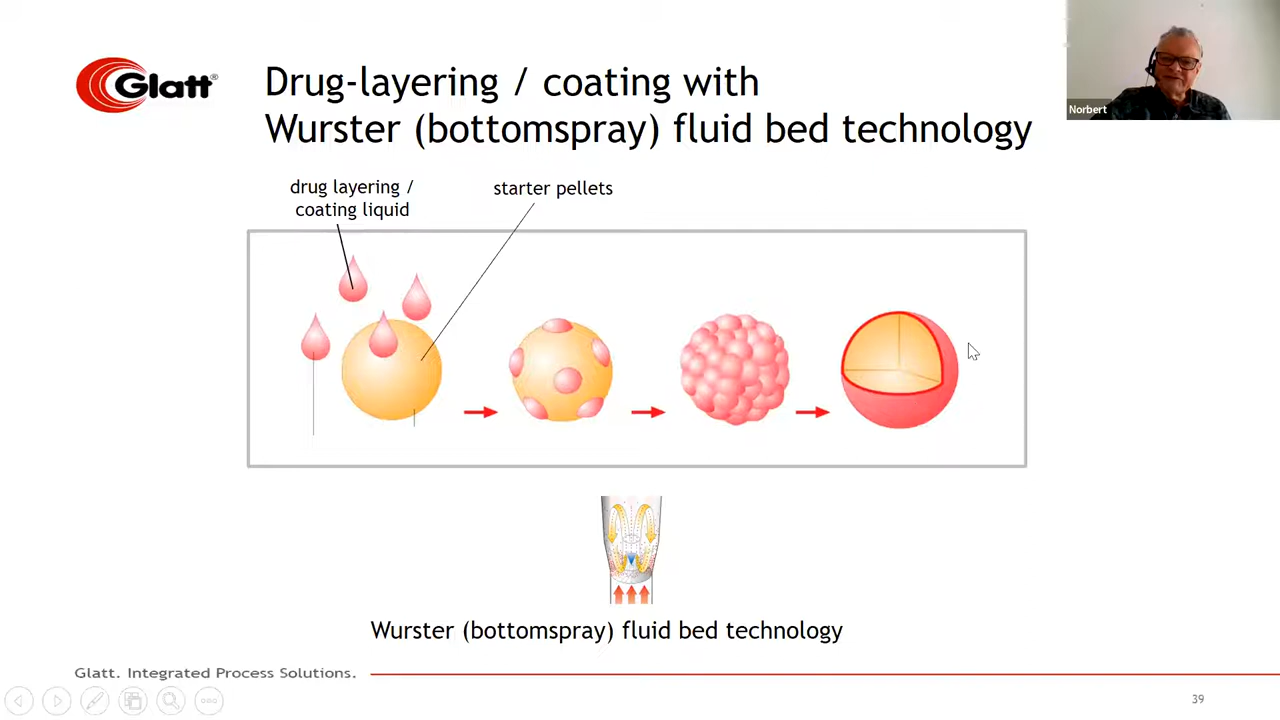 Glatt®
Drug-layering / coating with
Wurster (bottomspray) fluid bed technology
Norbert
drug layering /
coating liquid
starter pellets
Wurster (bottomspray) fluid bed technology
Glatt. Integrated Process Solutions.
39